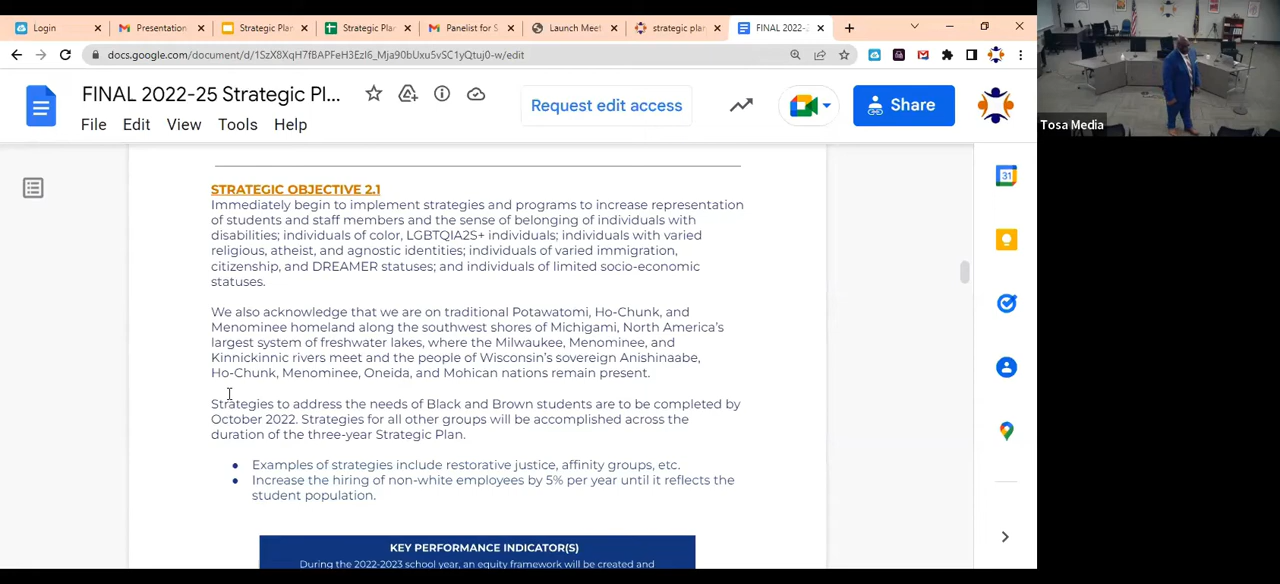 Login
Presentation
Strategic Plan
Strategic Plan
Panelist for S
Launch Meet
strategic plan
FINAL 2022-
docs.google.com/document/d/1SzX8XqH7fBAPFeH3EzI6_Mja90bUxu5vSC1yQtuj0-w/edit
FINAL 2022-25 Strategic Pl...
Request edit access
Share
File Edit View Tools Help
Tosa Media
31
STRATEGIC OBJECTIVE 2.1
Immediately begin to implement strategies and programs to increase representation
of students and staff members and the sense of belonging of individuals with
disabilities; individuals of color, LGBTQIA2S+ individuals; individuals with varied
religious, atheist, and agnostic identities; individuals of varied immigration,
citizenship, and DREAMER statuses; and individuals of limited socio-economic
statuses.
We also acknowledge that we are on traditional Potawatomi, Ho-Chunk, and
Menominee homeland along the southwest shores of Michigami, North America's
largest system of freshwater lakes, where the Milwaukee, Menominee, and
Kinnickinnic rivers meet and the people of Wisconsin's sovereign Anishinaabe,
Ho-Chunk, Menominee, Oneida, and Mohican nations remain present.
Strategies to address the needs of Black and Brown students are to be completed by
October 2022. Strategies for all other groups will be accomplished across the
duration of the three-year Strategic Plan.
• Examples of strategies include restorative justice, affinity groups, etc.
• Increase the hiring of non-white employees by 5% per year until it reflects the
student population.
KEY PERFORMANCE INDICATOR(S)
During the 2022-2023 school year, an equity framework will be created and